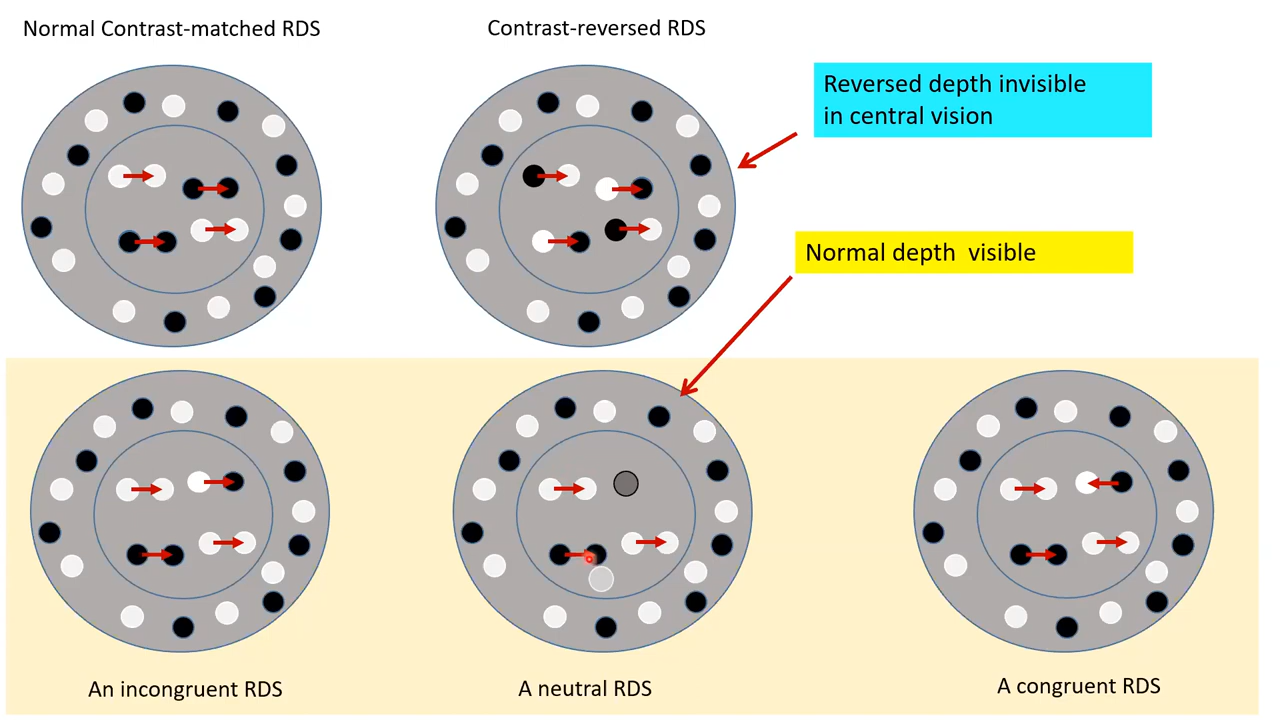 Normal Contrast-matched RDS
Contrast-reversed RDS
Reversed depth invisible
in central vision
Normal depth  visible
An incongruent RDS
A neutral RDS
A congruent RDS